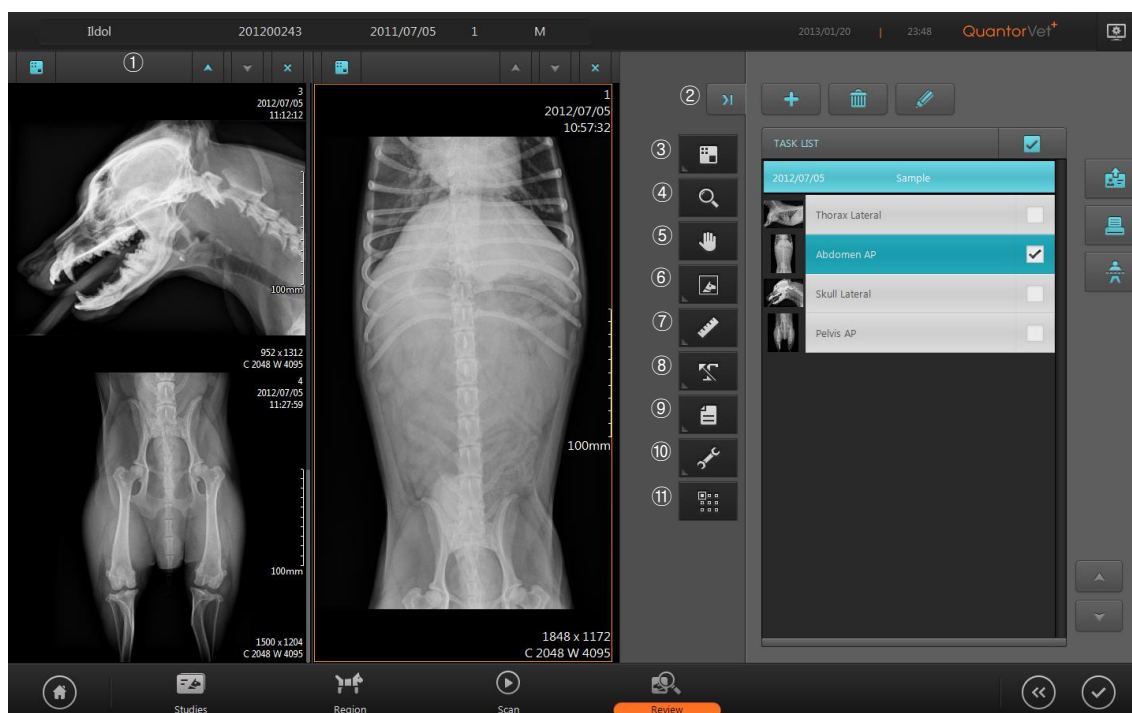 Ildol 201200243 2011/07/05 1 M 2013/01/20 | 23:48 QuantorVet+
①
3
2012/07/05
11:12:12
100mm
952 x 1312
C 2048 W 4095
4
2012/07/05
11:27:59
100mm
1500 x 1204
C 2048 W 4095
1
2012/07/05
10:57:32
100mm
1848 x 1172
C 2048 W 4095
②
③
④
⑤
⑥
⑦
⑧
⑨
⑩
⑪
TASK LIST
2012/07/05 Sample
Thorax Lateral
Abdomen AP
Skull Lateral
Pelvis AP
Studies Region Scan Review